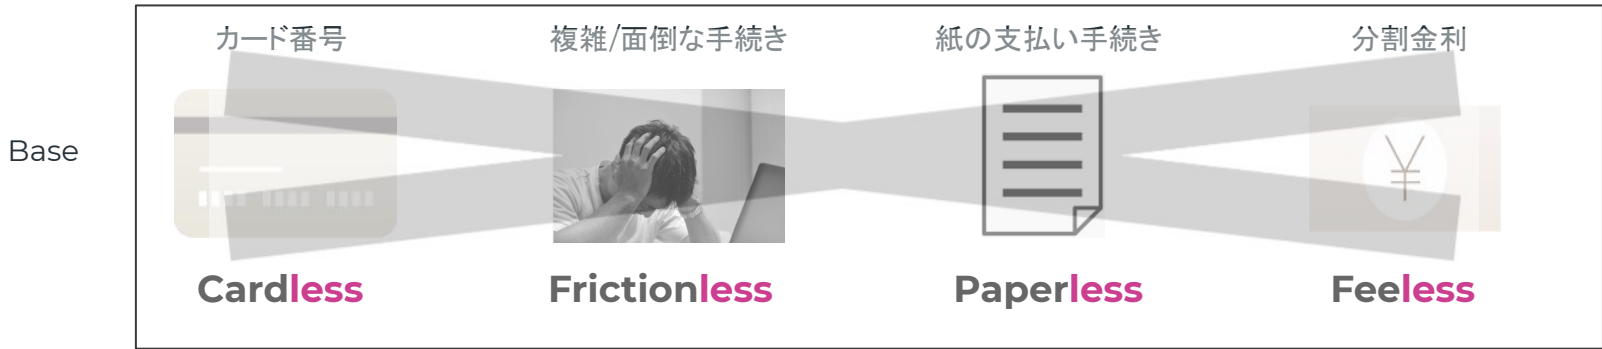 カード番号
複雑/面倒な手続き
紙の支払い手続き
分割金利
Base
¥
Cardless
Frictionless
Paperless
Feeless